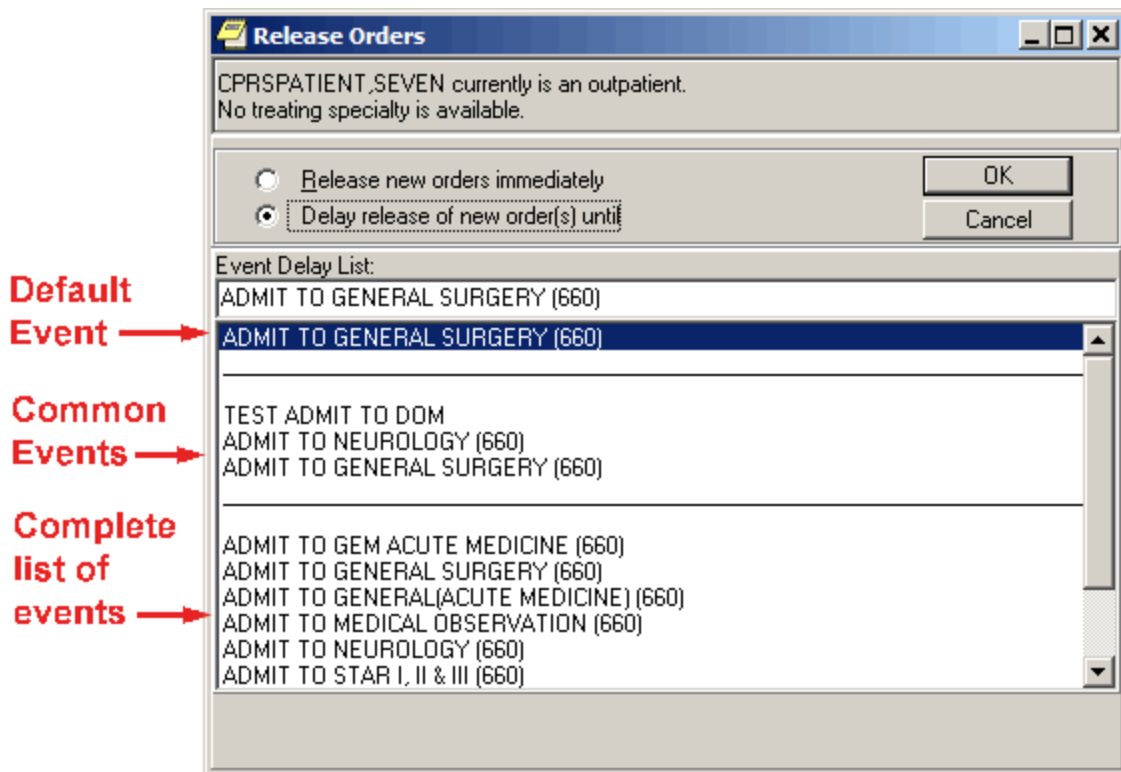 Release Orders
CPRSPATIENT,SEVEN currently is an outpatient.
No treating specialty is available.
Release new orders immediately
OK
Delay release of new order(s) until
Cancel
Event Delay List:
ADMIT TO GENERAL SURGERY (660)
Default
Event
ADMIT TO GENERAL SURGERY (660)
Common
Events
TEST ADMIT TO DOM
ADMIT TO NEUROLOGY (660)
ADMIT TO GENERAL SURGERY (660)
Complete
list of
events
ADMIT TO GEM ACUTE MEDICINE (660)
ADMIT TO GENERAL SURGERY (660)
ADMIT TO GENERAL(ACUTE MEDICINE) (660)
ADMIT TO MEDICAL OBSERVATION (660)
ADMIT TO NEUROLOGY (660)
ADMIT TO STAR I, II & III (660)